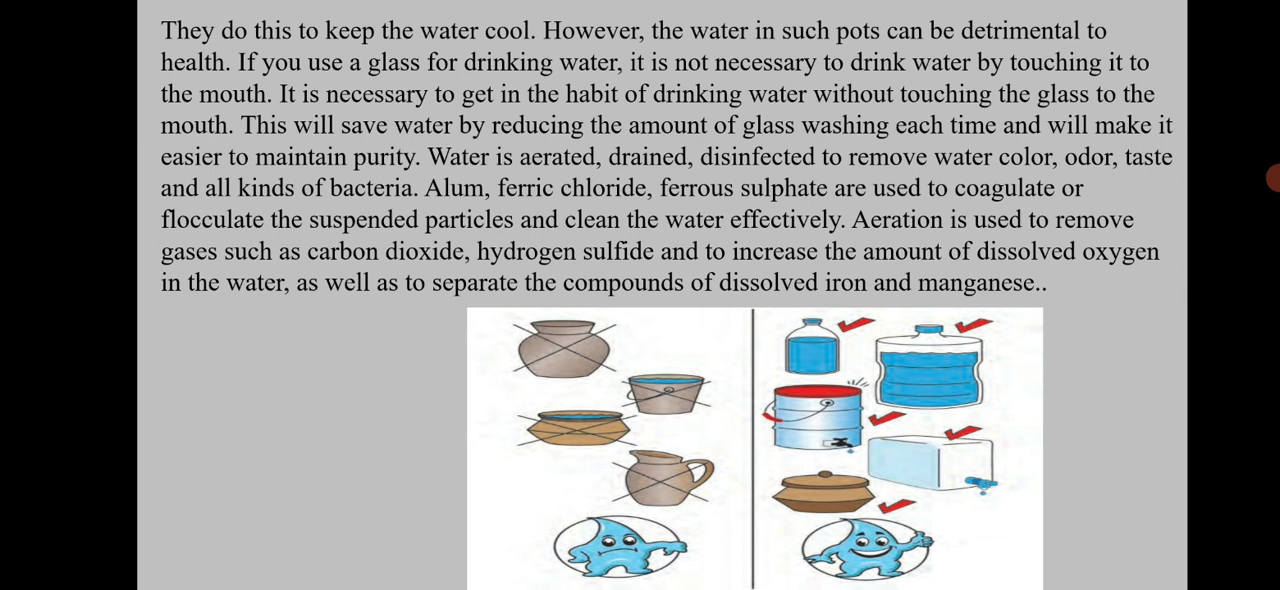 They do this to keep the water cool. However, the water in such pots can be detrimental to
health. If you use a glass for drinking water, it is not necessary to drink water by touching it to
the mouth. It is necessary to get in the habit of drinking water without touching the glass to the
mouth. This will save water by reducing the amount of glass washing each time and will make it
easier to maintain purity. Water is aerated, drained, disinfected to remove water color, odor, taste
and all kinds of bacteria. Alum, ferric chloride, ferrous sulphate are used to coagulate or
flocculate the suspended particles and clean the water effectively. Aeration is used to remove
gases such as carbon dioxide, hydrogen sulfide and to increase the amount of dissolved oxygen
in the water, as well as to separate the compounds of dissolved iron and manganese..